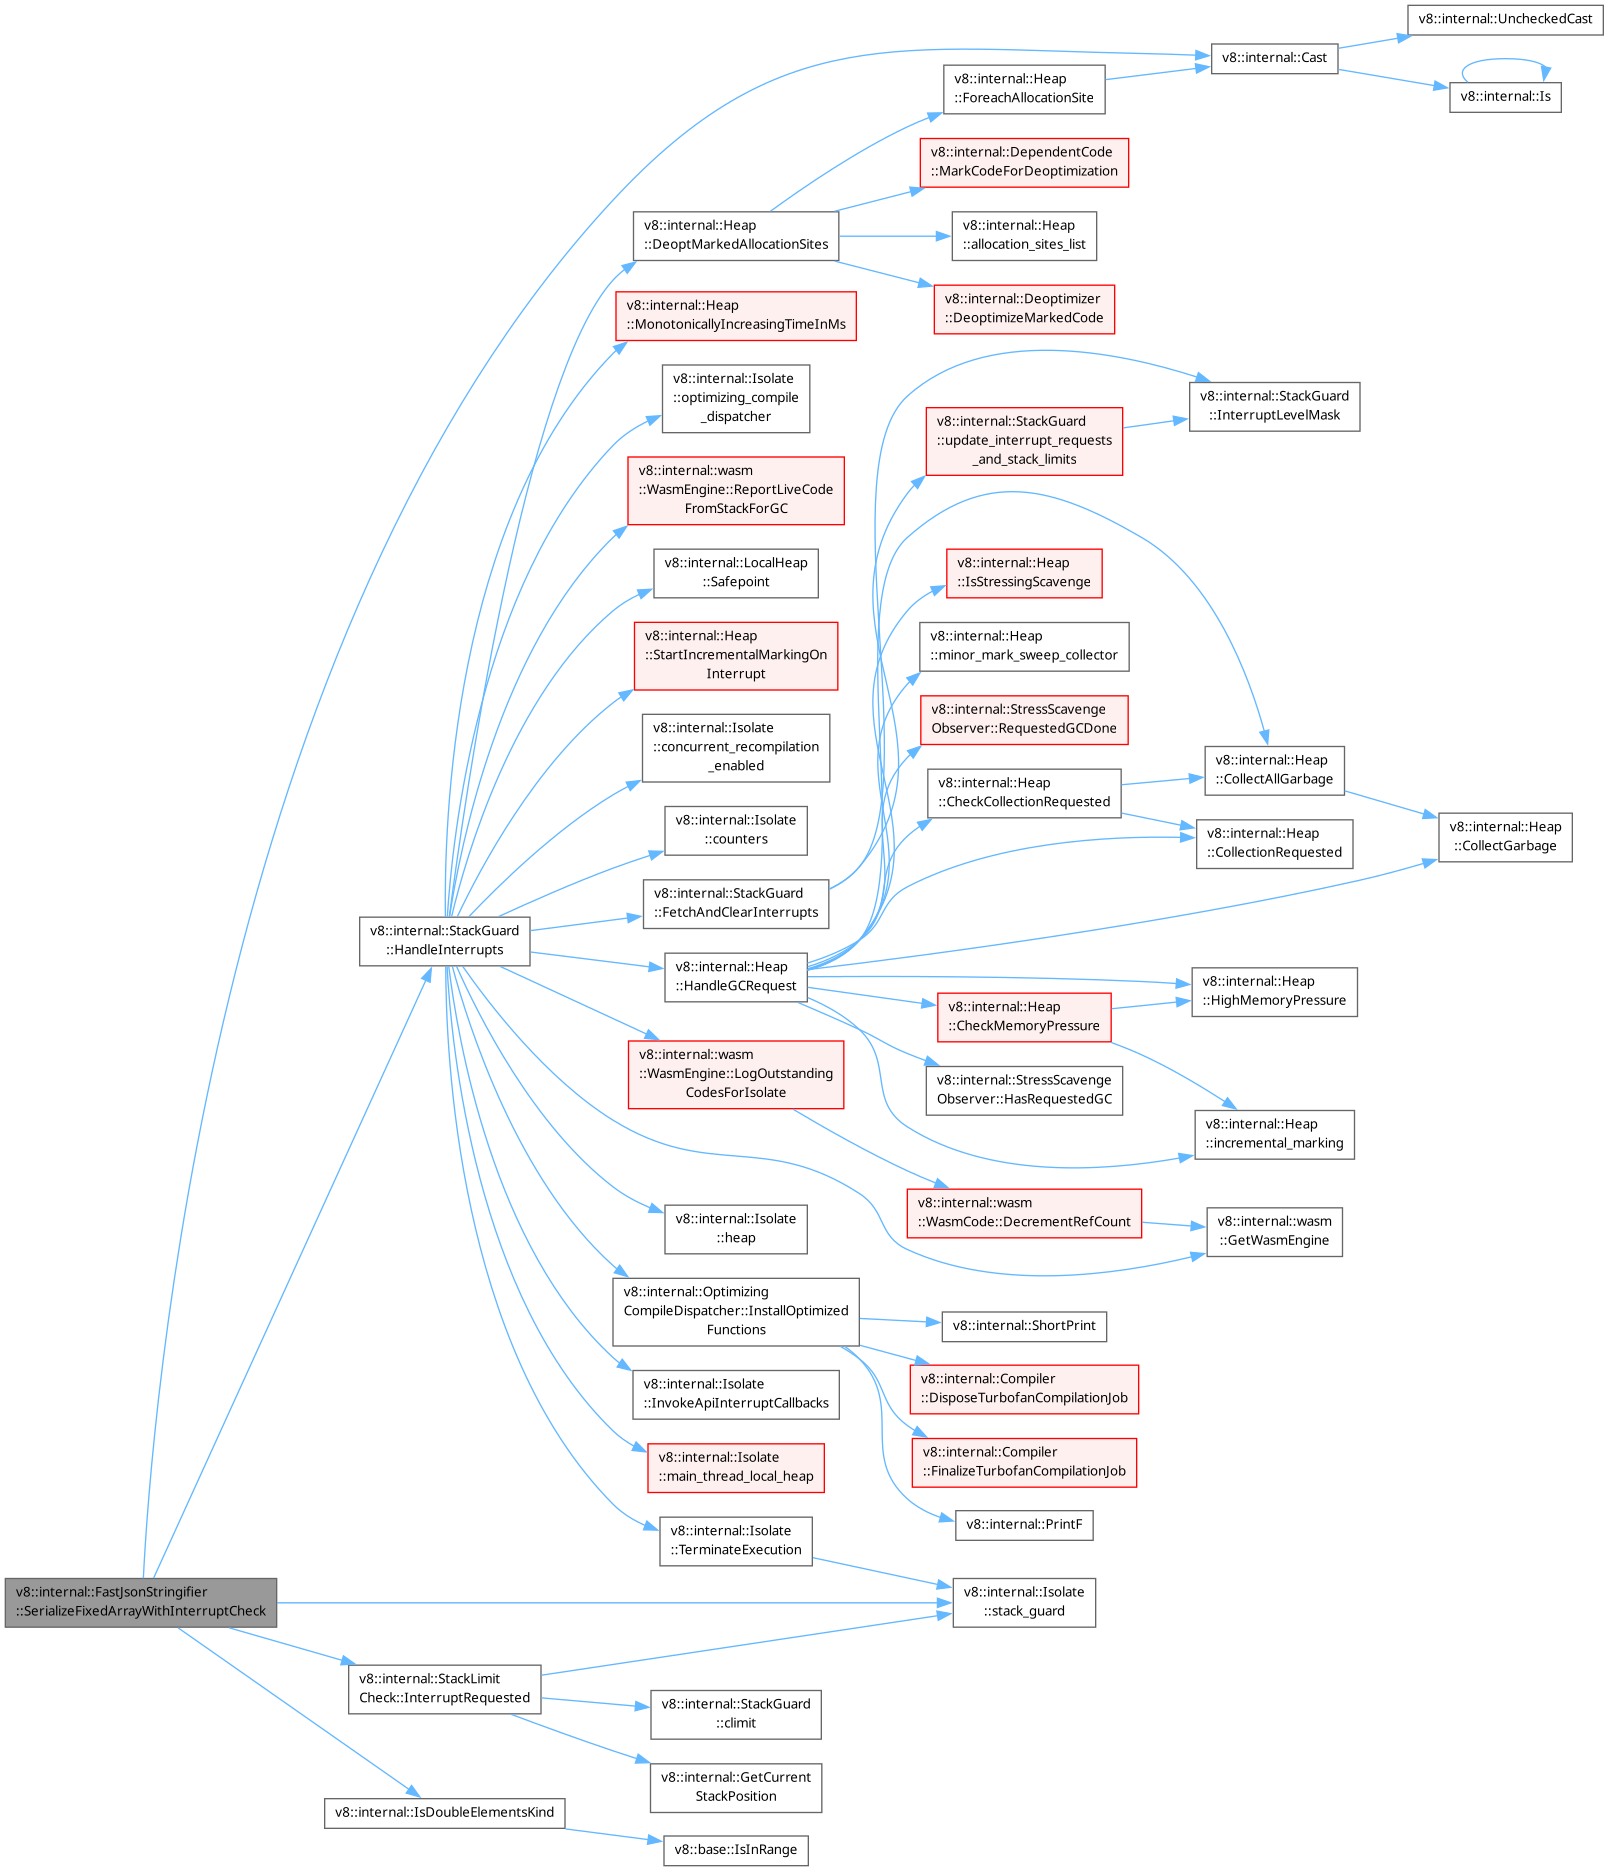 v8::internal::UncheckedCast
v8::internal::Cast
v8::internal::Is
v8::internal::Heap
::ForeachAllocationSite
v8::internal::DependentCode
::MarkCodeForDeoptimization
v8::internal::Heap
::DeoptMarkedAllocationSites
v8::internal::Heap
::allocation_sites_list
v8::internal::Deoptimizer
::DeoptimizeMarkedCode
v8::internal::Heap
::MonotonicallyIncreasingTimeInMs
v8::internal::Isolate
::optimizing_compile
_dispatcher
v8::internal::StackGuard
::InterruptLevelMask
v8::internal::StackGuard
::update_interrupt_requests
_and_stack_limits
v8::internal::wasm
::WasmEngine::ReportLiveCode
FromStackForGC
v8::internal::LocalHeap
::Safepoint
v8::internal::Heap
::IsStressingScavenge
v8::internal::Heap
::StartIncrementalMarkingOn
Interrupt
v8::internal::Heap
::minor_mark_sweep_collector
v8::internal::StressScavenge
Observer::RequestedGCDone
v8::internal::Isolate
::concurrent_recompilation
_enabled
v8::internal::Heap
::CheckCollectionRequested
v8::internal::Heap
::CollectAllGarbage
v8::internal::Isolate
::counters
v8::internal::Heap
::CollectionRequested
v8::internal::Heap
::CollectGarbage
v8::internal::StackGuard
::FetchAndClearInterrupts
v8::internal::StackGuard
::HandleInterrupts
v8::internal::Heap
::HandleGCRequest
v8::internal::Heap
::HighMemoryPressure
v8::internal::Heap
::CheckMemoryPressure
v8::internal::wasm
::WasmEngine::LogOutstanding
CodesForIsolate
v8::internal::StressScavenge
Observer::HasRequestedGC
v8::internal::Heap
::incremental_marking
v8::internal::wasm
::WasmCode::DecrementRefCount
v8::internal::wasm
::GetWasmEngine
v8::internal::Isolate
::heap
v8::internal::Optimizing
CompileDispatcher::InstallOptimized
Functions
v8::internal::ShortPrint
v8::internal::Compiler
::DisposeTurbofanCompilationJob
v8::internal::Isolate
::InvokeApiInterruptCallbacks
v8::internal::Compiler
::FinalizeTurbofanCompilationJob
v8::internal::Isolate
::main_thread_local_heap
v8::internal::PrintF
v8::internal::Isolate
::TerminateExecution
v8::internal::FastJsonStringifier
::SerializeFixedArrayWithInterruptCheck
v8::internal::Isolate
::stack_guard
v8::internal::StackLimit
Check::InterruptRequested
v8::internal::StackGuard
::climit
v8::internal::GetCurrent
StackPosition
v8::internal::IsDoubleElementsKind
v8::base::IsInRange